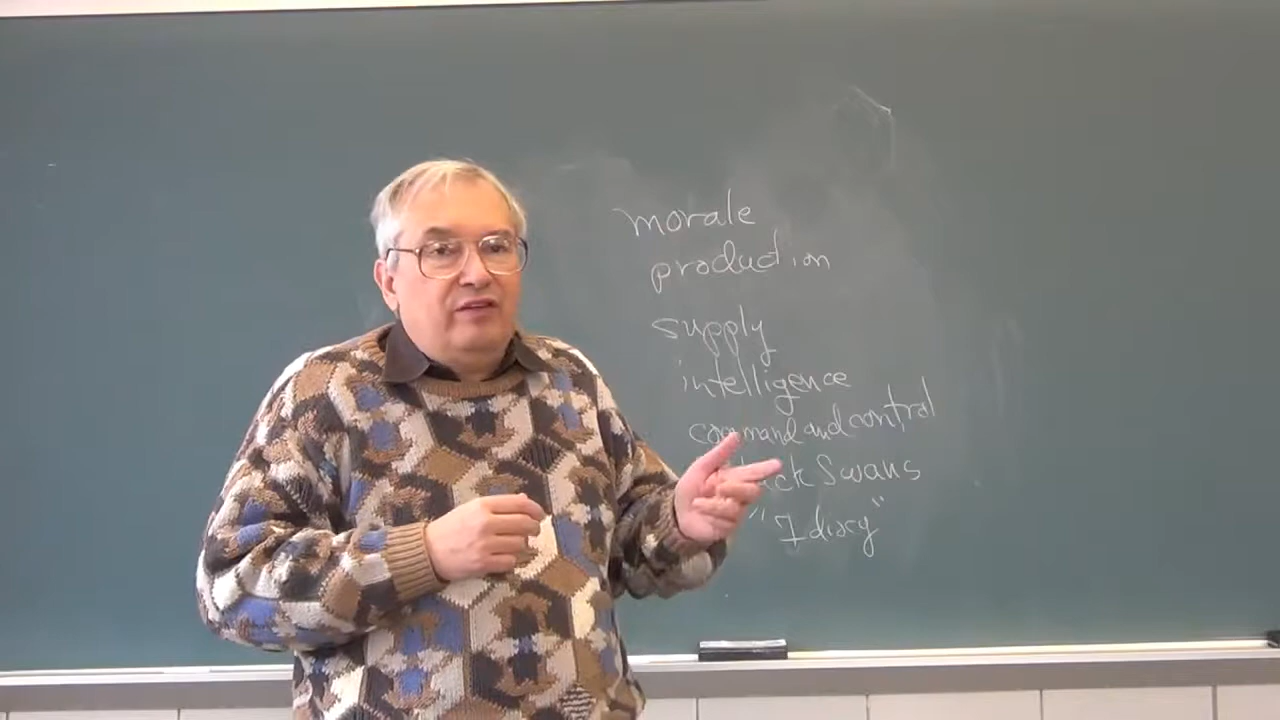 morale
production
supply
intelligence
command and control
Swans
"Idiocy"